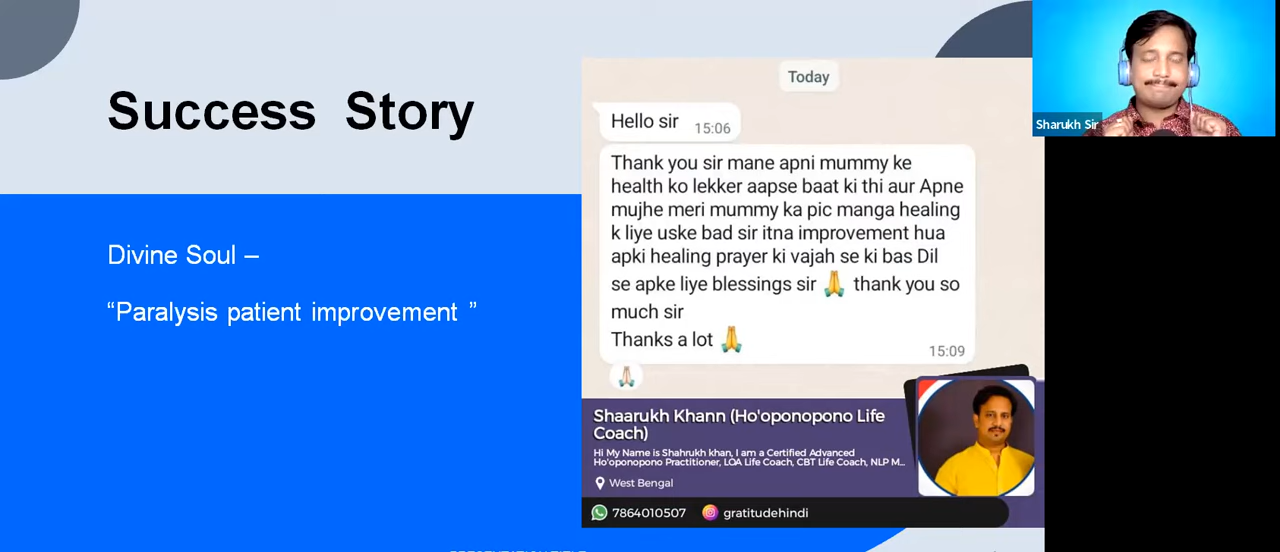 Success Story
Divine Soul –
“Paralysis patient improvement ”
Today
Hello sir
15:06
Thank you sir mane apni mummy ke
health ko lekker aapse baat ki thi aur Apne
mujhe meri mummy ka pic manga healing
k liye uske bad sir itna improvement hua
apki healing prayer ki vajah se ki bas Dil
se apke liye blessings sir 🙏 thank you so
much sir
Thanks a lot 🙏
15:09
Shaarukh Khann (Ho'oponopono Life
Coach)
Hi My Name is Shahrukh khan, I am a Certified Advanced
Ho'oponopono Practitioner, LOA Life Coach, CBT Life Coach, NLP M...
West Bengal
7864010507
gratitudehindi
Sharukh Sir